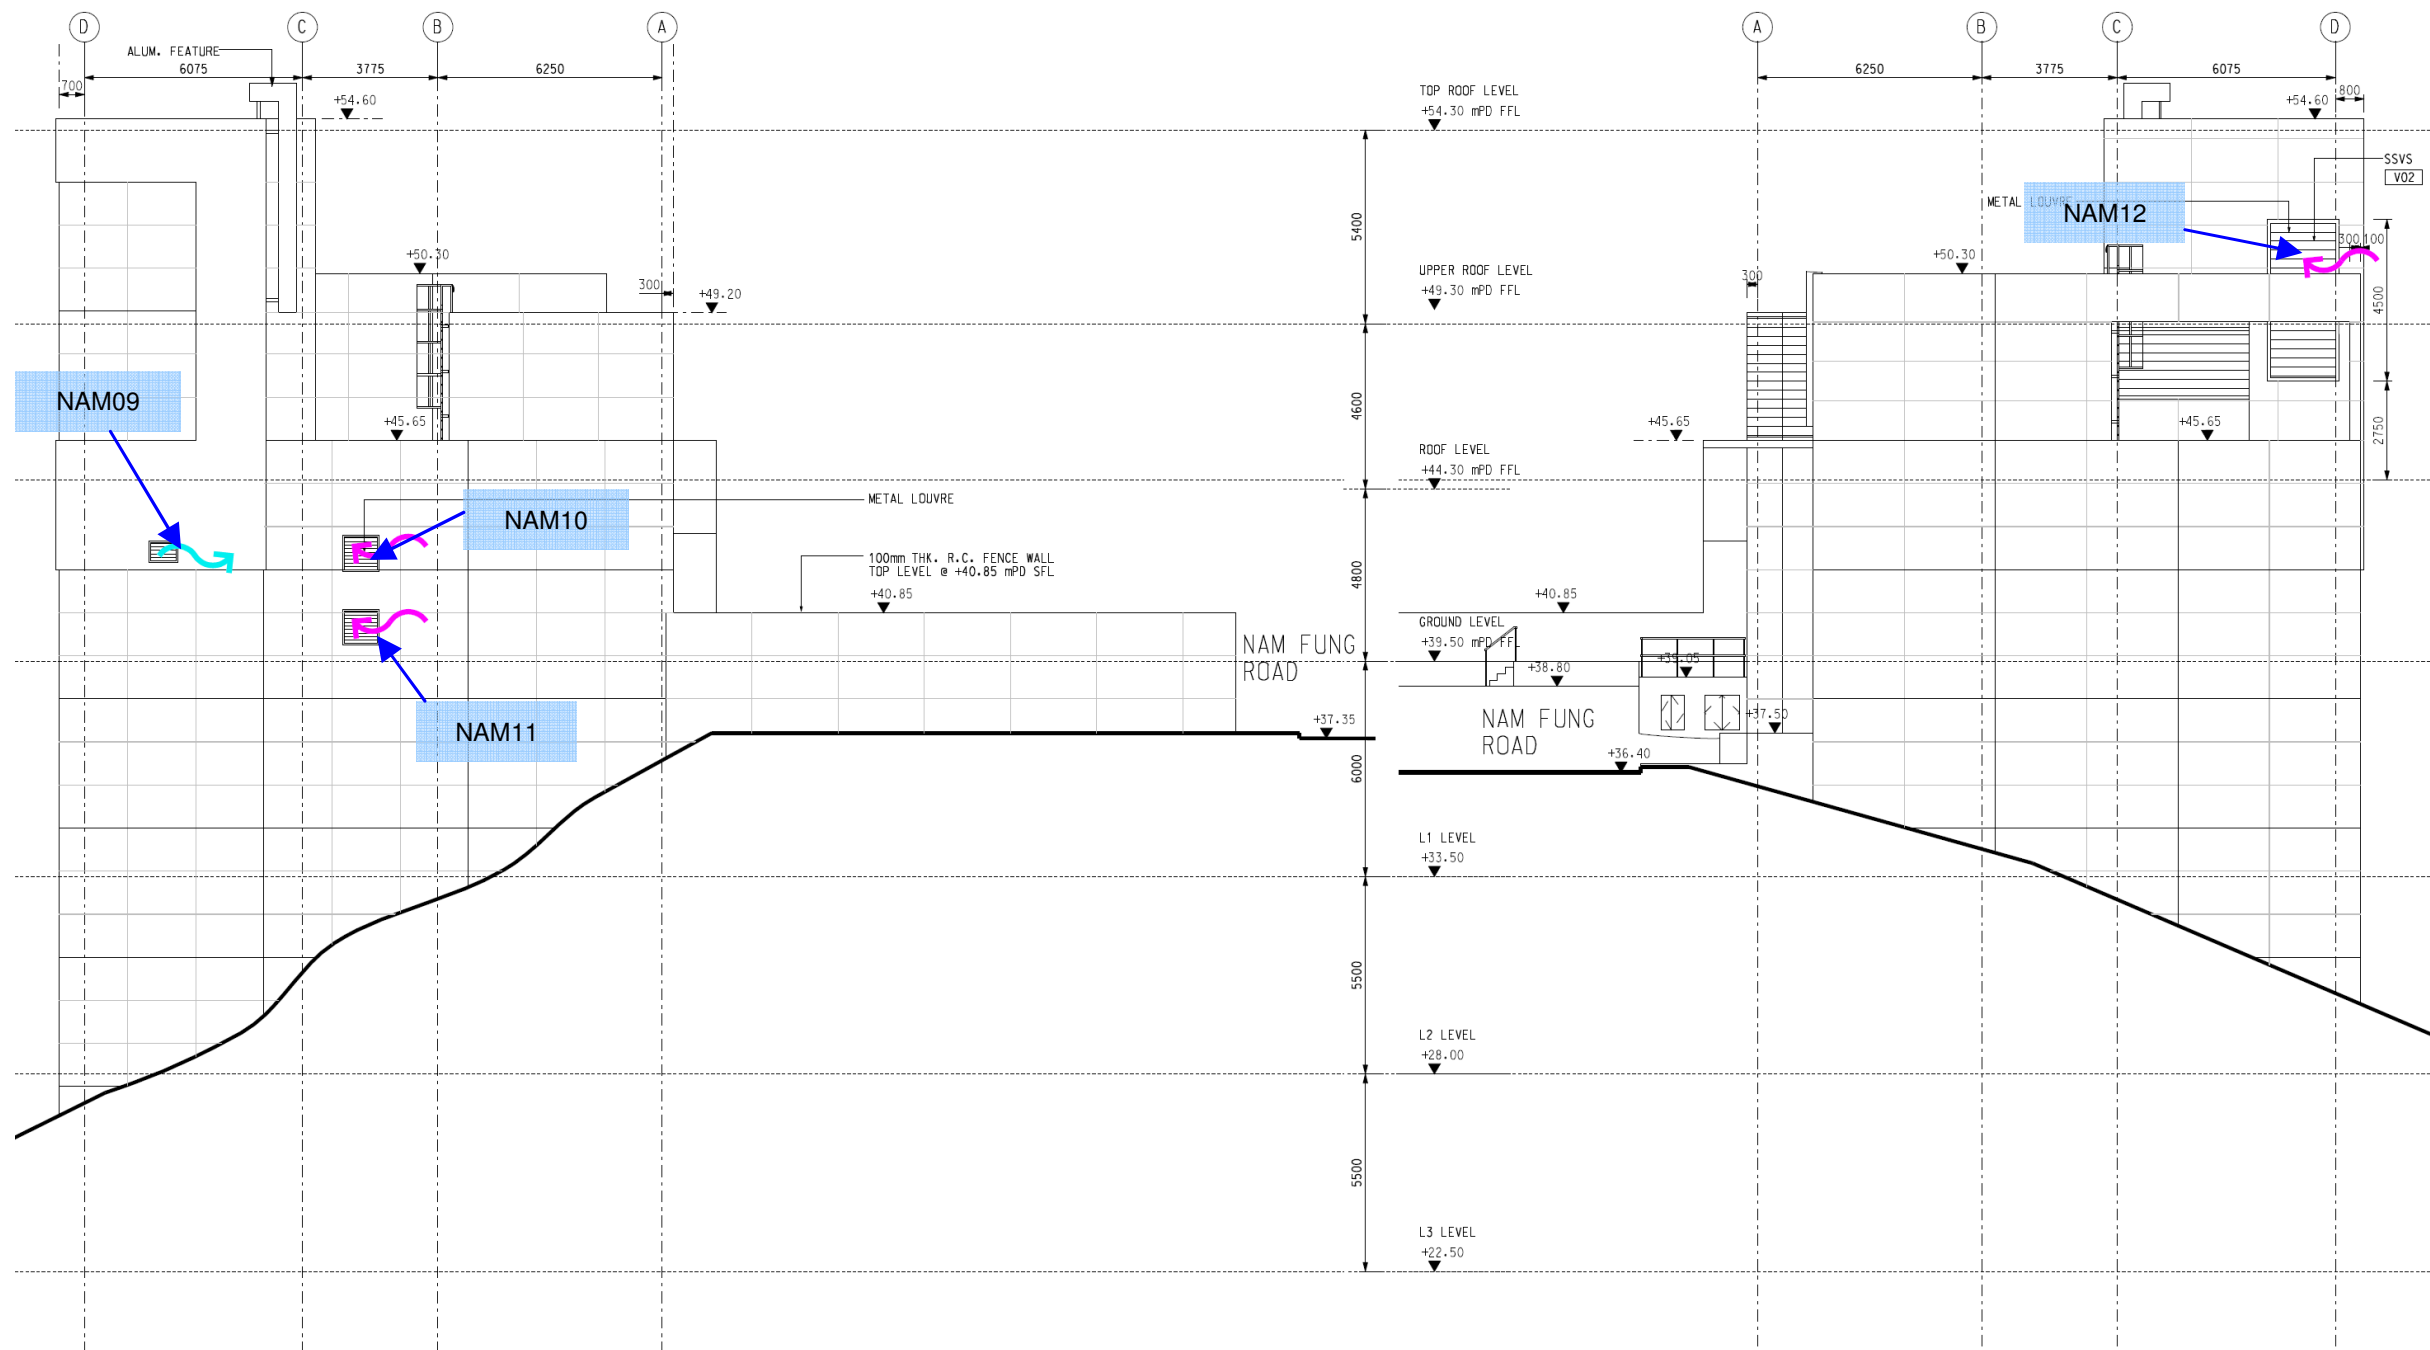 D
C
B
A
ALUM. FEATURE
6075
3775
6250
700
+54.60
+50.30
300
+49.20
NAM09
+45.65
METAL LOUVRE
NAM10
100mm THK. R.C. FENCE WALL
TOP LEVEL @ +40.85 mPD SFL
+40.85
NAM11
NAM FUNG
ROAD
+37.35
5400
4600
4800
6000
5500
5500
TOP ROOF LEVEL
+54.30 mPD FFL
UPPER ROOF LEVEL
+49.30 mPD FFL
ROOF LEVEL
+44.30 mPD FFL
GROUND LEVEL
+39.50 mPD FFL
L1 LEVEL
+33.50
L2 LEVEL
+28.00
L3 LEVEL
+22.50
A
B
C
D
6250
3775
6075
800
+54.60
SSVS
V02
METAL LOUVRE
NAM12
300
100
+50.30
300
4500
+45.65
+45.65
2750
+40.85
+38.80
+39.05
NAM FUNG
ROAD
+37.50
+36.40